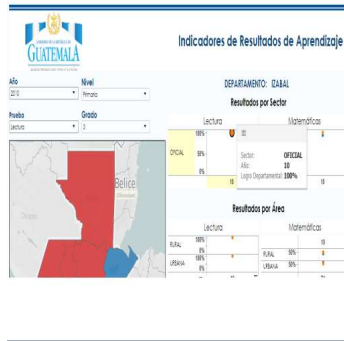 GUATEMALA
Indicadores de Resultados de Aprendizaje
Año
Nivel
2010
Primaria
Prueba
Grado
Lectura
3
DEPARTAMENTO: IZABAL
Resultados por Sector
Lectura
Matemáticas
100%
OFICIAL
50%
0%
Sector: OFICIAL
Año: 10
Logro Departamental: 100%
10
10
Belice
Resultados por Área
Lectura
Matemáticas
RURAL
100%
0%
10
RURAL
50%
URBANA
100%
0%
URBANA
50%